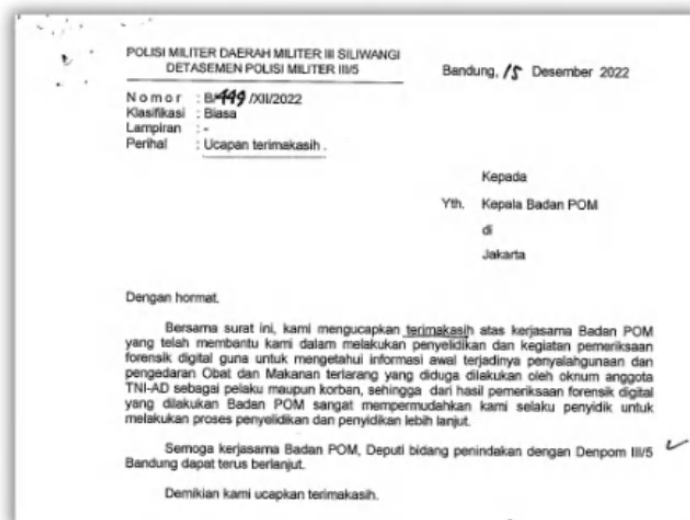 POLISI MILITER DAERAH MILITER III SILIWANGI
DETASEMEN POLISI MILITER III/5
Bandung, 15 Desember 2022
Nomor : B/449/XII/2022
Klasifikasi : Biasa
Lampiran : -
Perihal : Ucapan terimakasih .
Kepada
Yth. Kepala Badan POM
di
Jakarta
Dengan hormat.
Bersama surat ini, kami mengucapkan terimakasih atas kerjasama Badan POM
yang telah membantu kami dalam melakukan penyelidikan dan kegiatan pemeriksaan
forensik digital guna untuk mengetahui informasi awal terjadinya penyalahgunaan dan
pengedaran Obat dan Makanan terlarang yang diduga dilakukan oleh oknum anggota
TNI-AD sebagai pelaku maupun korban, sehingga dari hasil pemeriksaan forensik digital
yang dilakukan Badan POM sangat mempermudahkan kami selaku penyidik untuk
melakukan proses penyelidikan dan penyidikan lebih lanjut.
Semoga kerjasama Badan POM, Deputi bidang penindakan dengan Denpom III/5
Bandung dapat terus berlanjut.
Demikian kami ucapkan terimakasih.